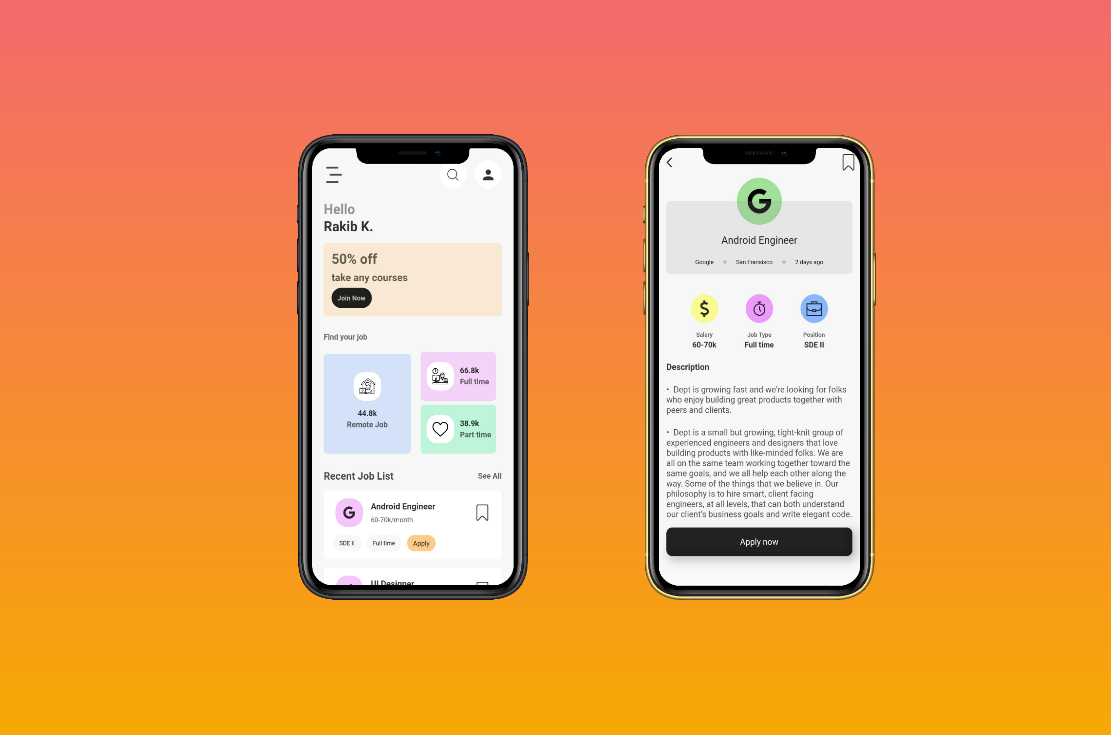 Hello
Rakib K.
50% off
take any courses
Join Now
Find your job
44.8k
Remote Job
66.8k
Full time
38.9k
Part time
Recent Job List See All
G
Android Engineer
60-70k/month
SDE II Full time Apply
UI Designer
G
Android Engineer
Google San Fransisco 2 days ago
$
Salary Job Type Position
60-70k Full time SDE II
Description
• Dept is growing fast and we're looking for folks
who enjoy building great products together with
peers and clients.
• Dept is a small but growing, tight-knit group of
experienced engineers and designers that love
building products with like-minded folks. We are
all on the same team working together toward the
same goals, and we all help each other along the
way. Some of the things that we believe in. Our
philosophy is to hire smart, client facing
engineers, at all levels, that can both understand
our client's business goals and write elegant code.
Apply now